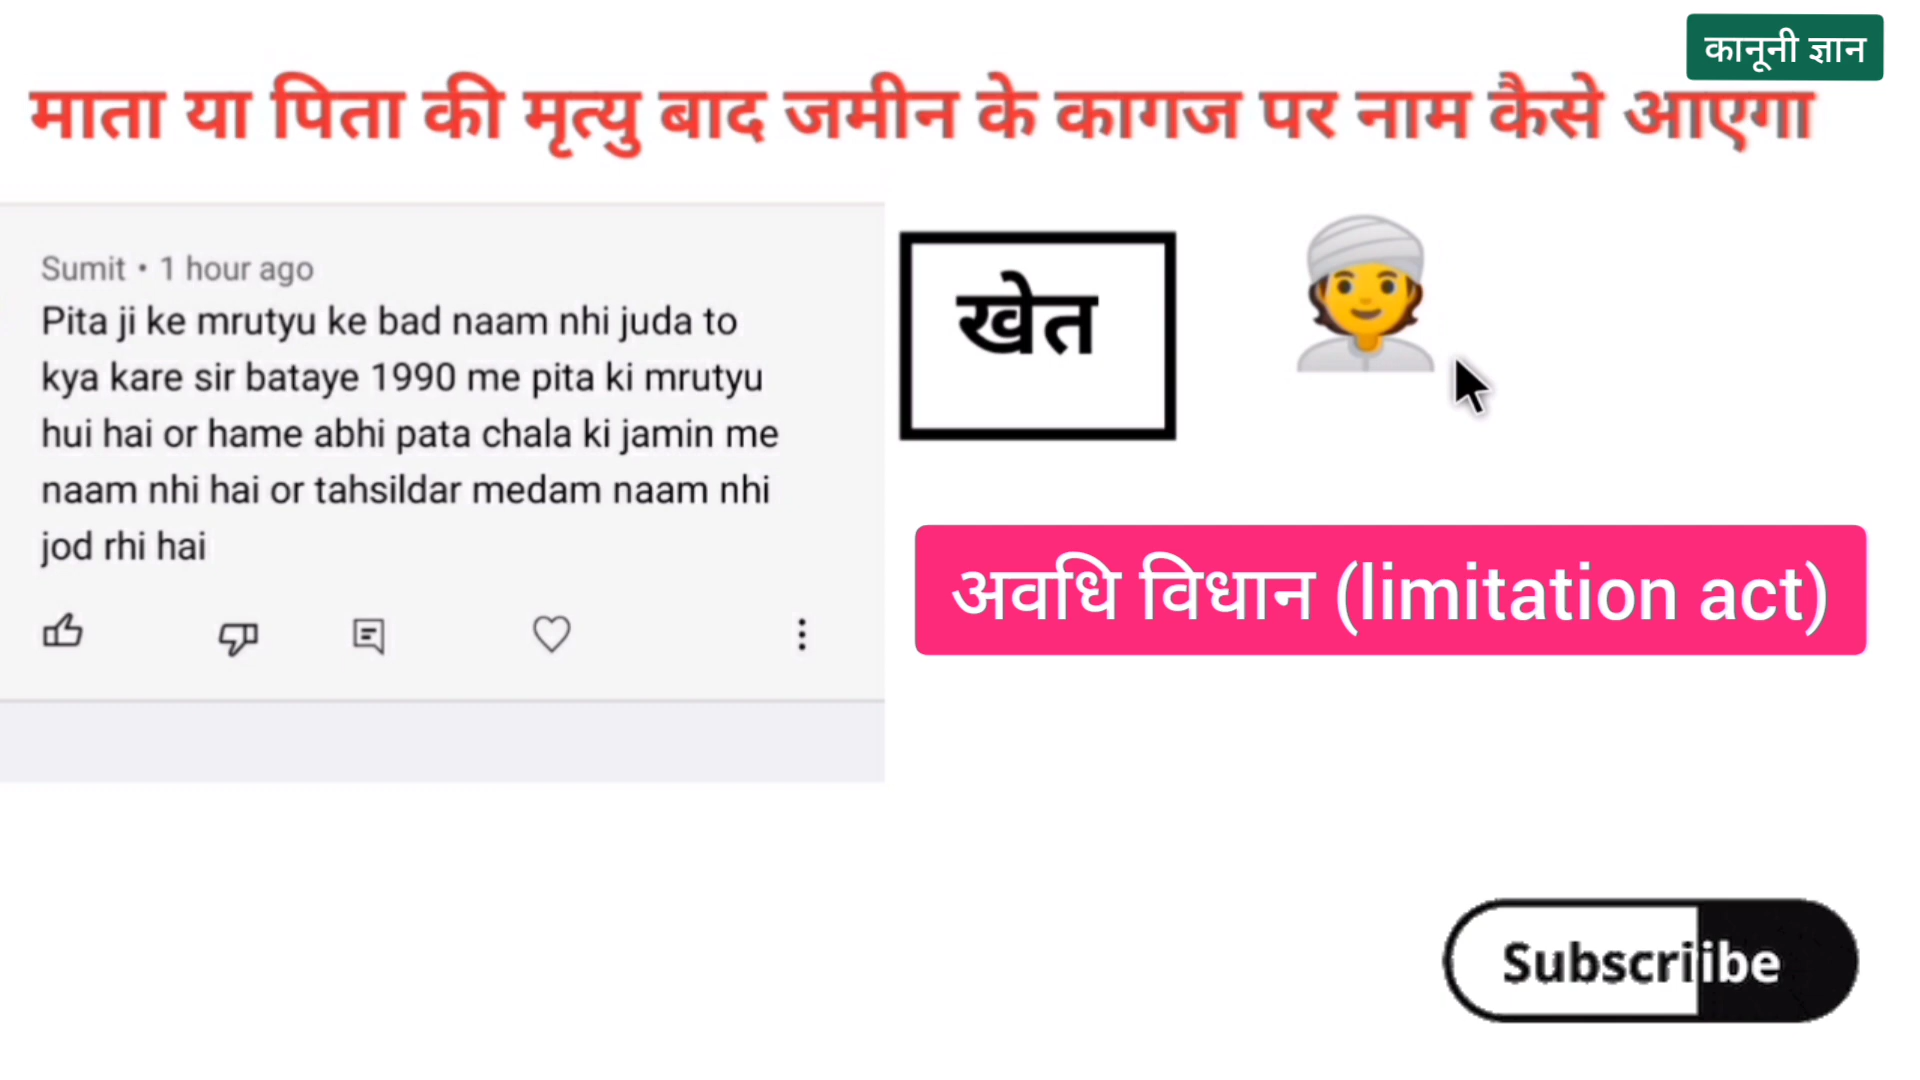 कानूनी ज्ञान
माता या पिता की मृत्यु बाद जमीन के कागज पर नाम कैसे आएगा
Sumit • 1 hour ago
Pita ji ke mrutyu ke bad naam nhi juda to
kya kare sir bataye 1990 me pita ki mrutyu
hui hai or hame abhi pata chala ki jamin me
naam nhi hai or tahsildar medam naam nhi
jod rhi hai
खेत
अवधि विधान (limitation act)
Subscriibe